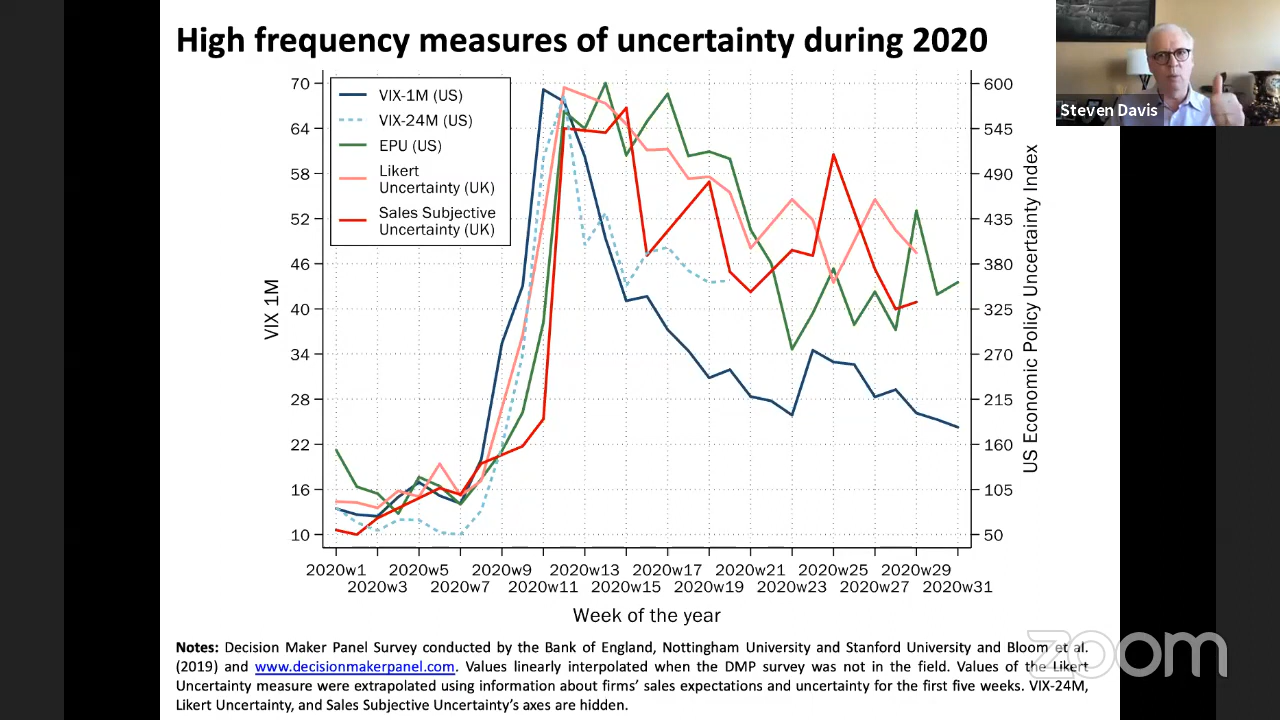 High frequency measures of uncertainty during 2020
Steven Davis
VIX-1M (US)
VIX-24M (US)
EPU (US)
Likert
Uncertainty (UK)
Sales Subjective
Uncertainty (UK)
70
64
58
52
46
40
34
28
22
16
10
VIX 1M
600
545
490
435
380
325
270
215
160
105
50
US Economic Policy Uncertainty Index
2020w1 2020w5 2020w9 2020w13 2020w17 2020w21 2020w25 2020w29
2020w3 2020w7 2020w11 2020w15 2020w19 2020w23 2020w27 2020w31
Week of the year
Notes: Decision Maker Panel Survey conducted by the Bank of England, Nottingham University and Stanford University and Bloom et al.
(2019) and www.decisionmakerpanel.com. Values linearly interpolated when the DMP survey was not in the field. Values of the Likert
Uncertainty measure were extrapolated using information about firms’ sales expectations and uncertainty for the first five weeks. VIX-24M,
Likert Uncertainty, and Sales Subjective Uncertainty’s axes are hidden.
zoom